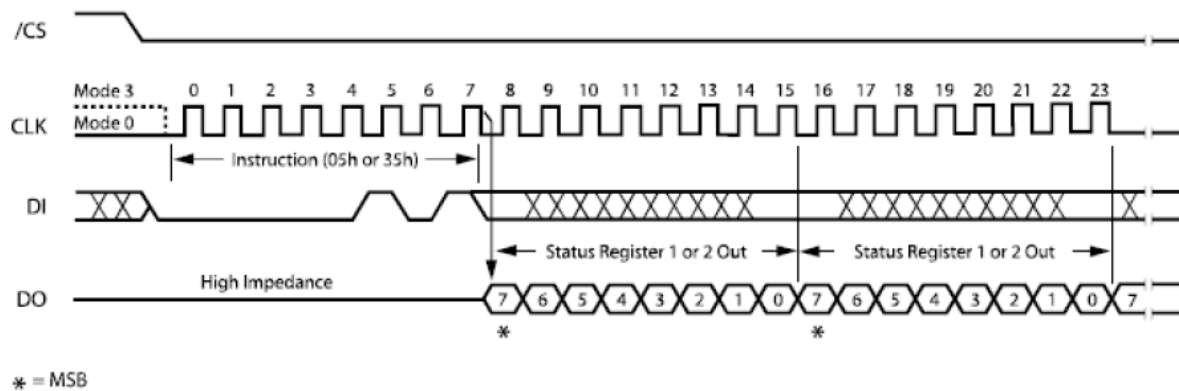 /CS
Mode 3
0 1 2 3 4 5 6 7 8 9 10 11 12 13 14 15 16 17 18 19 20 21 22 23
CLK
Mode 0
Instruction (05h or 35h)
DI
Status Register 1 or 2 Out Status Register 1 or 2 Out
High Impedance
DO
7 6 5 4 3 2 1 0 7 6 5 4 3 2 1 0 7
* *
* = MSB